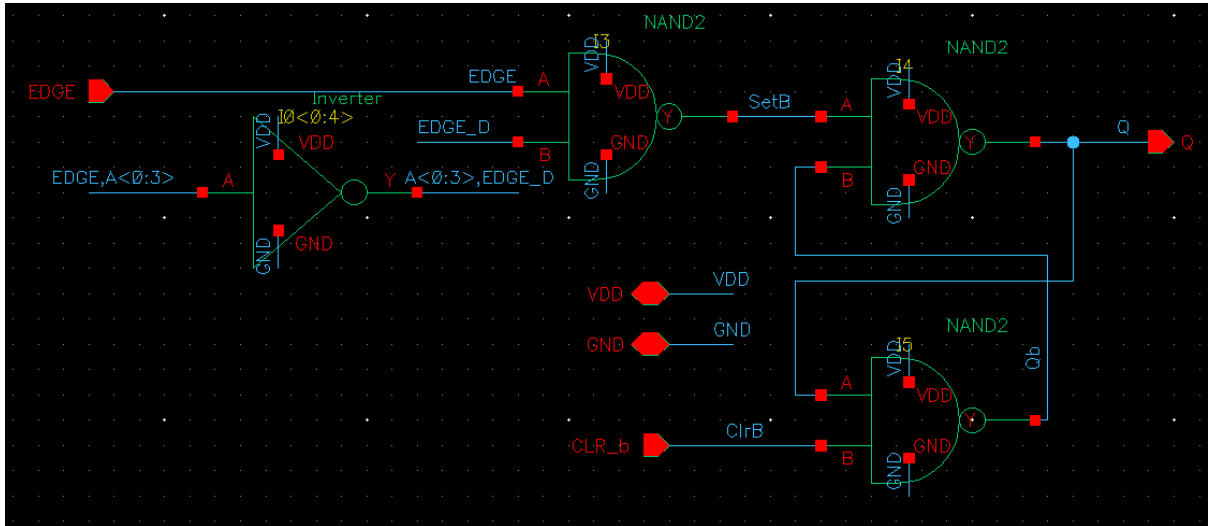 NAND2
I3
VDD
NAND2
I4
VDD
EDGE
EDGE
A
VDD
VDD
Inverter
I0<0:4>
SetB
A
Y
Y
Q
Q
VDD
VDD
EDGE_D
B
GND
GND
B
GND
GND
EDGE,A<0:3>
A
Y
A<0:3>,EDGE_D
GND
GND
VDD
VDD
GND
GND
NAND2
I5
VDD
VDD
Qb
A
Y
CLR_b
ClrB
B
GND
GND